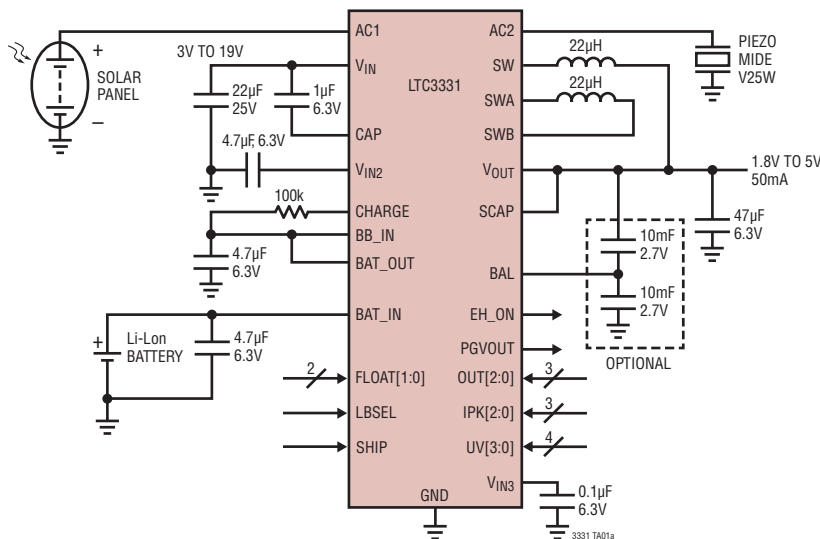 AC1
AC2
3V TO 19V
22µH
PIEZO
MIDE
V25W
+
SOLAR
PANEL
–
VIN
LTC3331
SW
22µF
25V
1µF
6.3V
22µH
SWA
CAP
SWB
4.7µF, 6.3V
VIN2
VOUT
1.8V TO 5V
50mA
100k
CHARGE
SCAP
47µF
6.3V
BB_IN
10mF
2.7V
4.7µF
6.3V
BAT_OUT
BAL
10mF
2.7V
BAT_IN
EH_ON
+
Li-Lon
BATTERY
4.7µF
6.3V
PGVOUT
OPTIONAL
2
FLOAT[1:0]
OUT[2:0]
3
LBSEL
IPK[2:0]
3
SHIP
UV[3:0]
4
VIN3
0.1µF
6.3V
GND
3331 TA01a